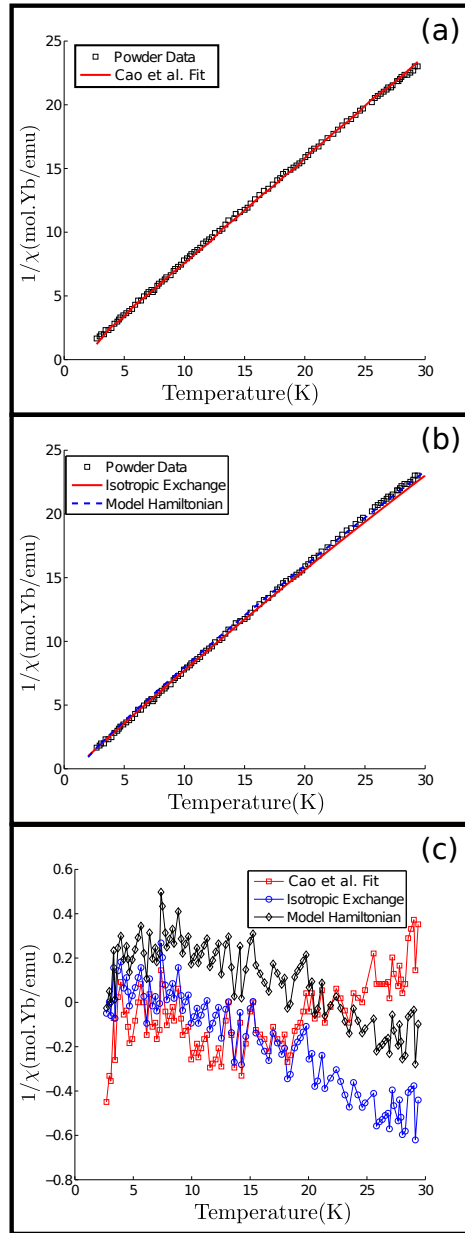 (a)
Powder Data
Cao et al. Fit
25
20
15
10
5
0
1/χ(mol.Yb/emu)
0 5 10 15 20 25 30
Temperature(K)
(b)
Powder Data
Isotropic Exchange
Model Hamiltonian
25
20
15
10
5
0
1/χ(mol.Yb/emu)
0 5 10 15 20 25 30
Temperature(K)
(c)
Cao et al. Fit
Isotropic Exchange
Model Hamiltonian
0.6
0.4
0.2
0
−0.2
−0.4
−0.6
−0.8
1/χ(mol.Yb/emu)
0 5 10 15 20 25 30
Temperature(K)